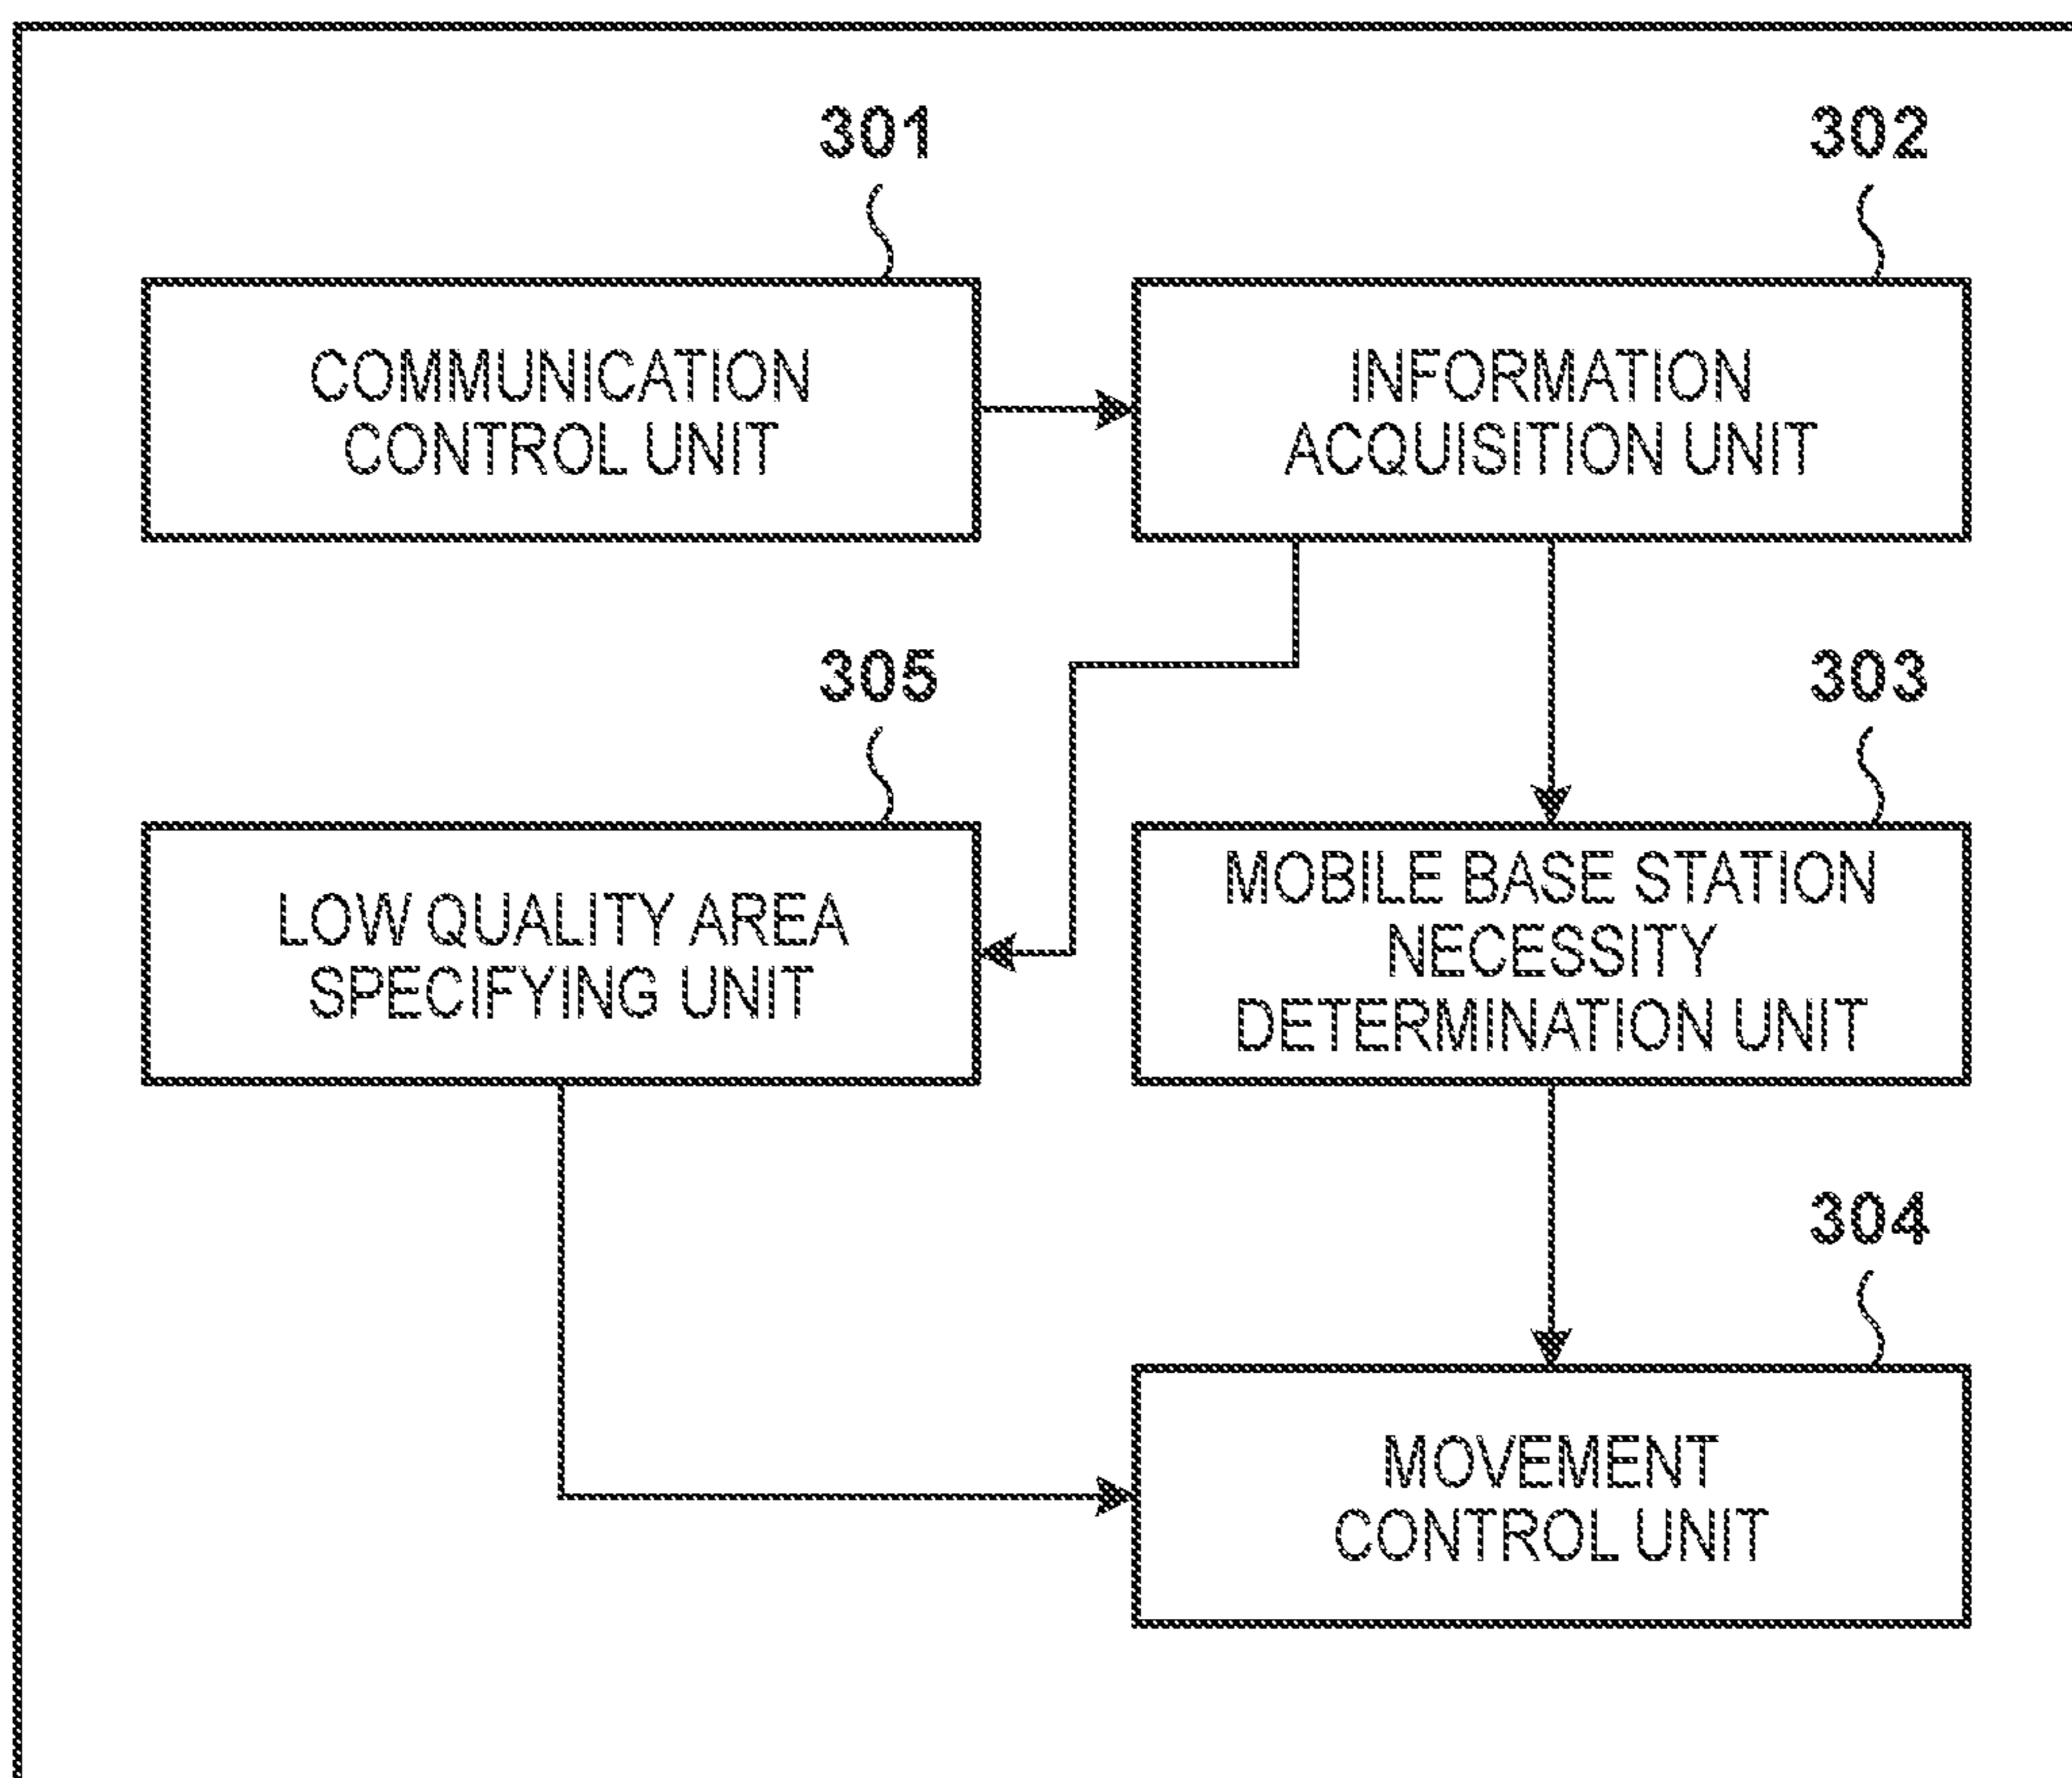 301
302
COMMUNICATION
CONTROL UNIT
INFORMATION
ACQUISITION UNIT
305
303
LOW QUALITY AREA
SPECIFYING UNIT
MOBILE BASE STATION
NECESSITY
DETERMINATION UNIT
304
MOVEMENT
CONTROL UNIT